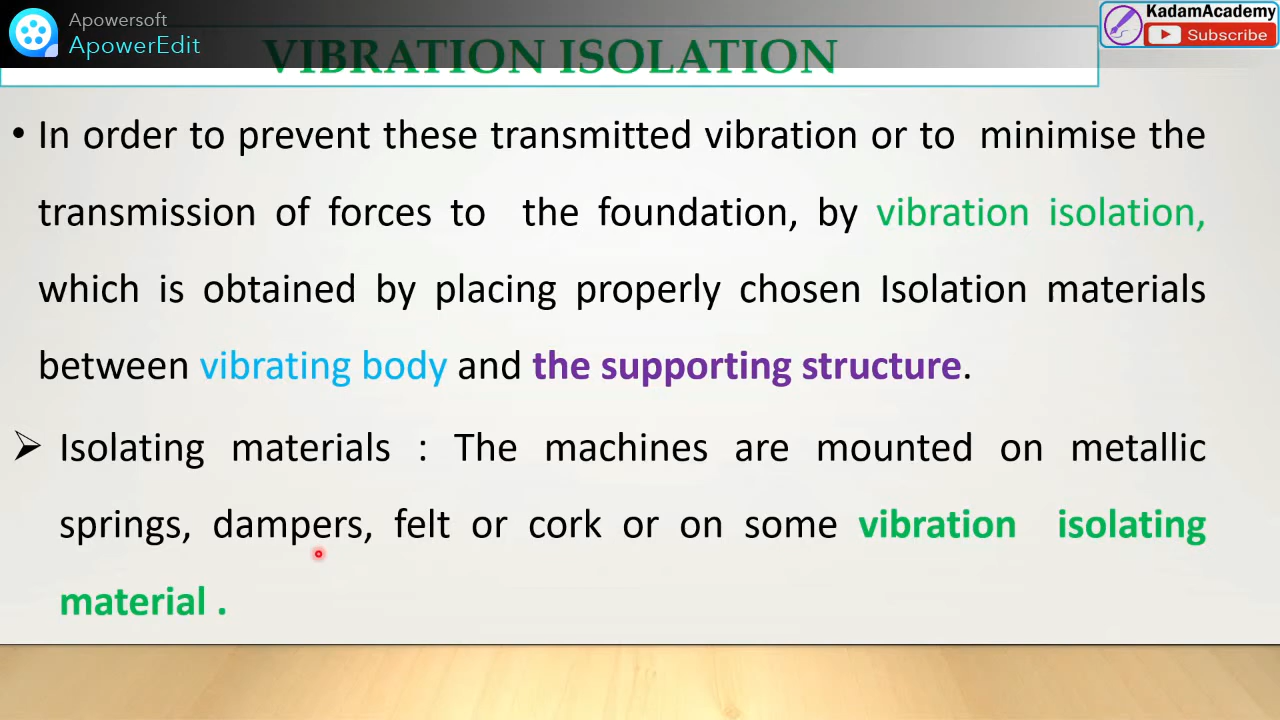 Apowersoft
ApowerEdit
KadamAcademy
Subscribe
VIBRATION ISOLATION
• In order to prevent these transmitted vibration or to minimise the
transmission of forces to the foundation, by vibration isolation,
which is obtained by placing properly chosen Isolation materials
between vibrating body and the supporting structure.
➢ Isolating materials : The machines are mounted on metallic
springs, dampers, felt or cork or on some vibration isolating
material .